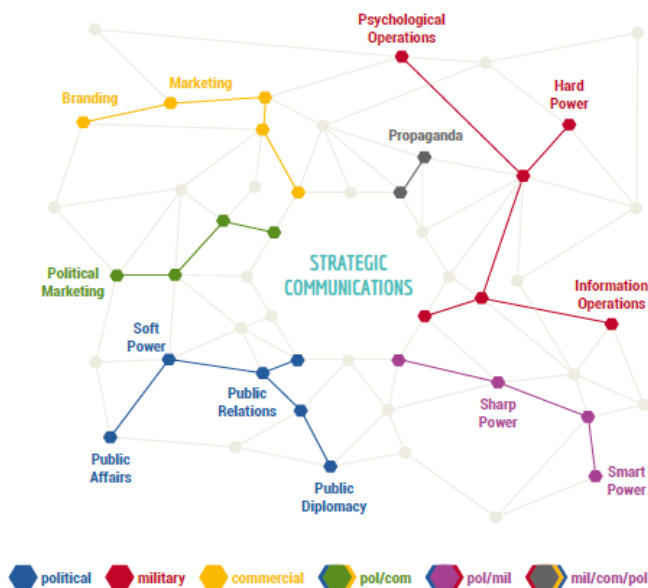 Psychological
Operations
Marketing
Branding
Hard
Power
Propaganda
STRATEGIC
COMMUNICATIONS
Political
Marketing
Information
Operations
Soft
Power
Public
Relations
Sharp
Power
Public
Affairs
Public
Diplomacy
Smart
Power
political
military
commercial
pol/com
pol/mil
mil/com/pol